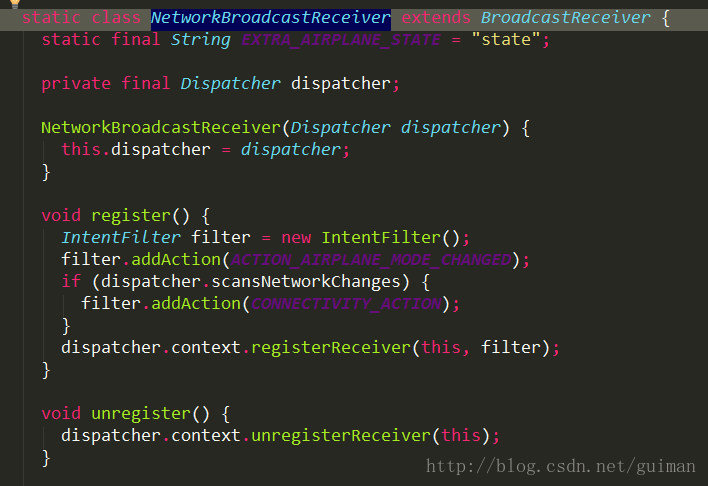 static class NetworkBroadcastReceiver extends BroadcastReceiver {
static final String EXTRA_AIRPLANE_STATE = "state";
private final Dispatcher dispatcher;
NetworkBroadcastReceiver(Dispatcher dispatcher) {
this.dispatcher = dispatcher;
}
void register() {
IntentFilter filter = new IntentFilter();
filter.addAction(ACTION_AIRPLANE_MODE_CHANGED);
if (dispatcher.scansNetworkChanges) {
filter.addAction(CONNECTIVITY_ACTION);
}
dispatcher.context.registerReceiver(this, filter);
}
void unregister() {
dispatcher.context.unregisterReceiver(this);
}
http://blog.csdn.net/guiman